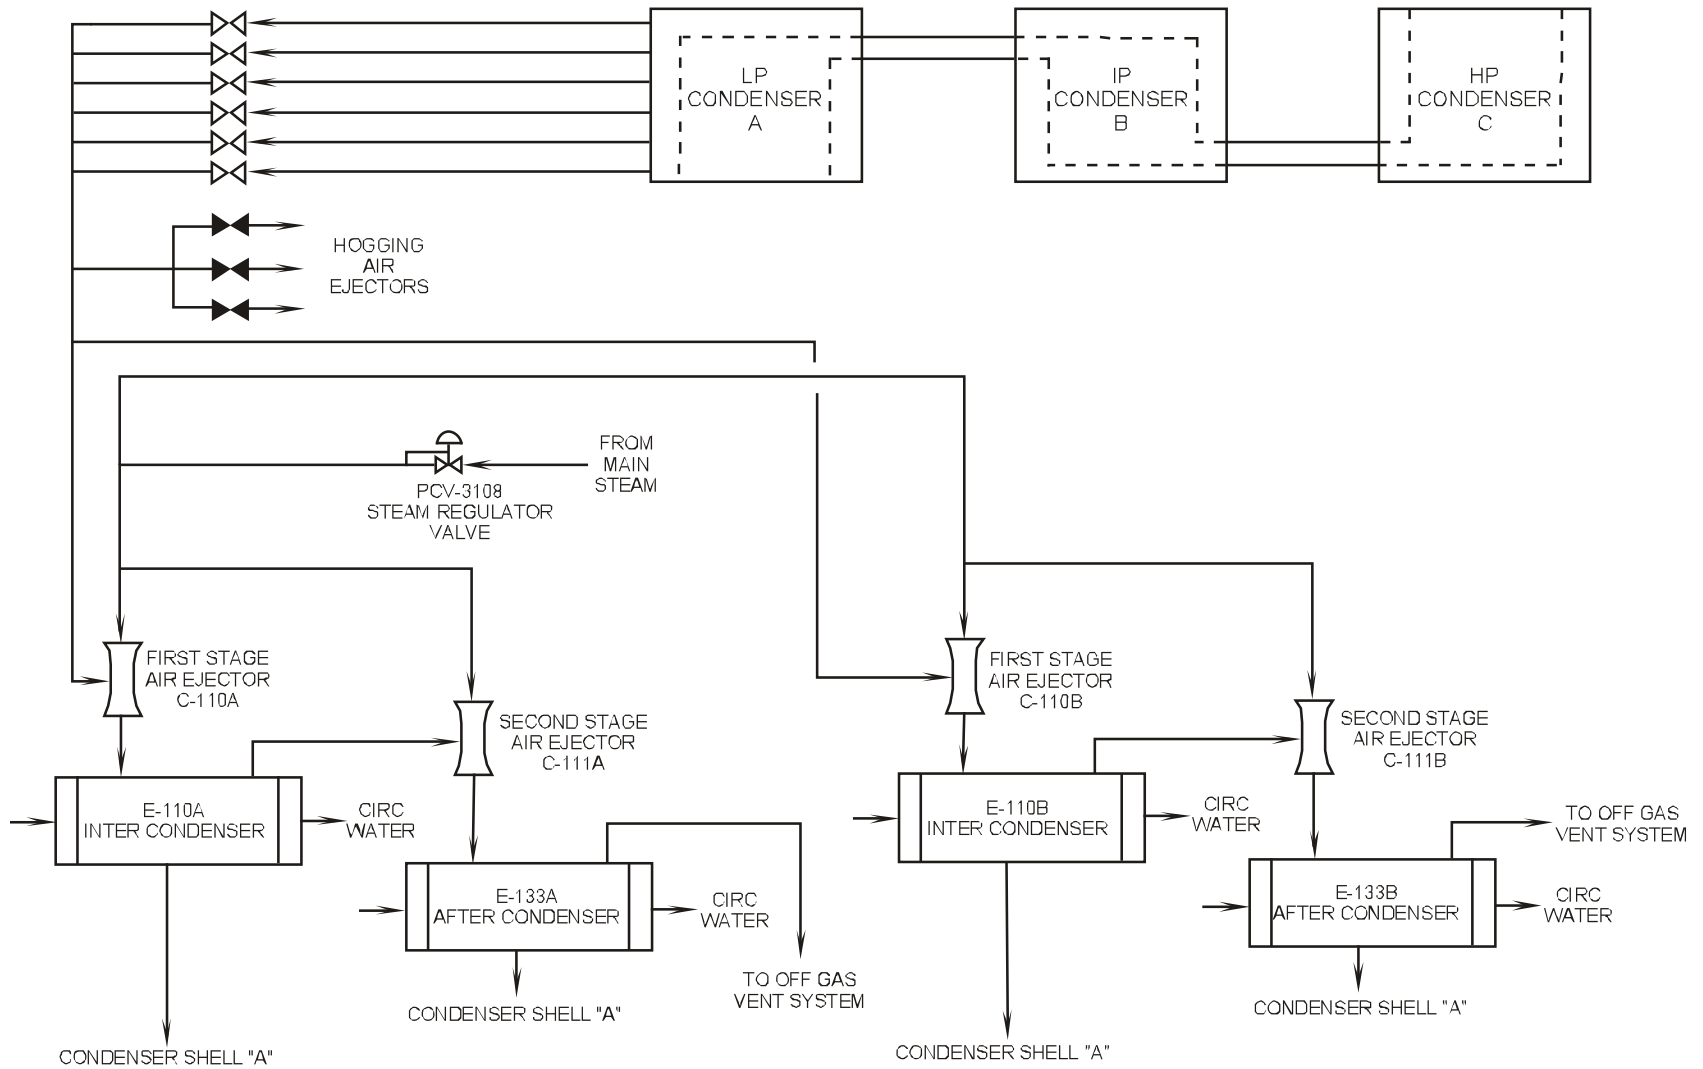 LP
CONDENSER
A
IP
CONDENSER
B
HP
CONDENSER
C
HOGGING
AIR
EJECTORS
FROM
MAIN
STEAM
PCV-3108
STEAM REGULATOR
VALVE
FIRST STAGE
AIR EJECTOR
C-110A
SECOND STAGE
AIR EJECTOR
C-111A
FIRST STAGE
AIR EJECTOR
C-110B
SECOND STAGE
AIR EJECTOR
C-111B
E-110A
INTER CONDENSER
CIRC
WATER
E-110B
INTER CONDENSER
CIRC
WATER
TO OFF GAS
VENT SYSTEM
E-133A
AFTER CONDENSER
CIRC
WATER
E-133B
AFTER CONDENSER
CIRC
WATER
TO OFF GAS
VENT SYSTEM
CONDENSER SHELL "A"
CONDENSER SHELL "A"
CONDENSER SHELL "A"
CONDENSER SHELL "A"